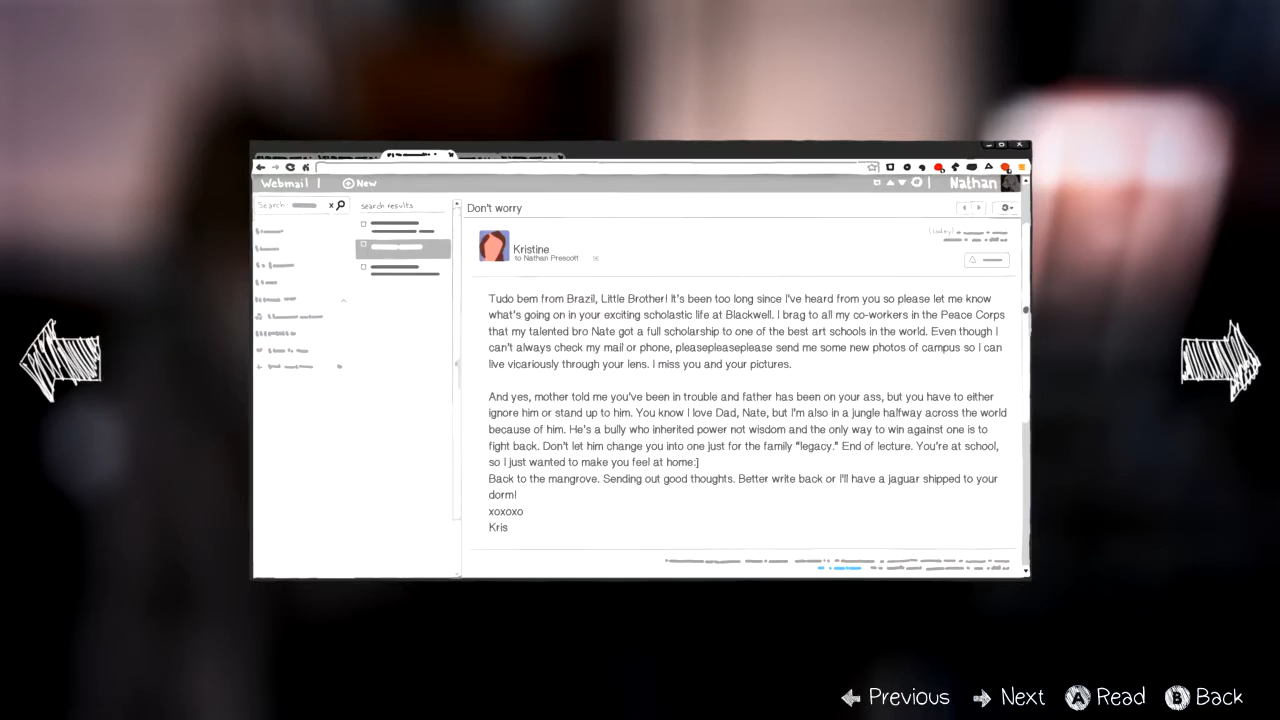 Webmail | New Nathan
Search: x
search results
Don't worry
Kristine
to Nathan Prescott
(today)
Tudo bem from Brazil, Little Brother! It's been too long since I've heard from you so please let me know
what's going on in your exciting scholastic life at Blackwell. I brag to all my co-workers in the Peace Corps
that my talented bro Nate got a full scholarship to one of the best art schools in the world. Even though I
can't always check my mail or phone, pleasepleaseplease send me some new photos of campus so I can
live vicariously through your lens. I miss you and your pictures.
And yes, mother told me you've been in trouble and father has been on your ass, but you have to either
ignore him or stand up to him. You know I love Dad, Nate, but I'm also in a jungle halfway across the world
because of him. He's a bully who inherited power not wisdom and the only way to win against one is to
fight back. Don't let him change you into one just for the family "legacy." End of lecture. You're at school,
so I just wanted to make you feel at home:]
Back to the mangrove. Sending out good thoughts. Better write back or I'll have a jaguar shipped to your
dorm!
xoxoxo
Kris
Previous Next A Read B Back